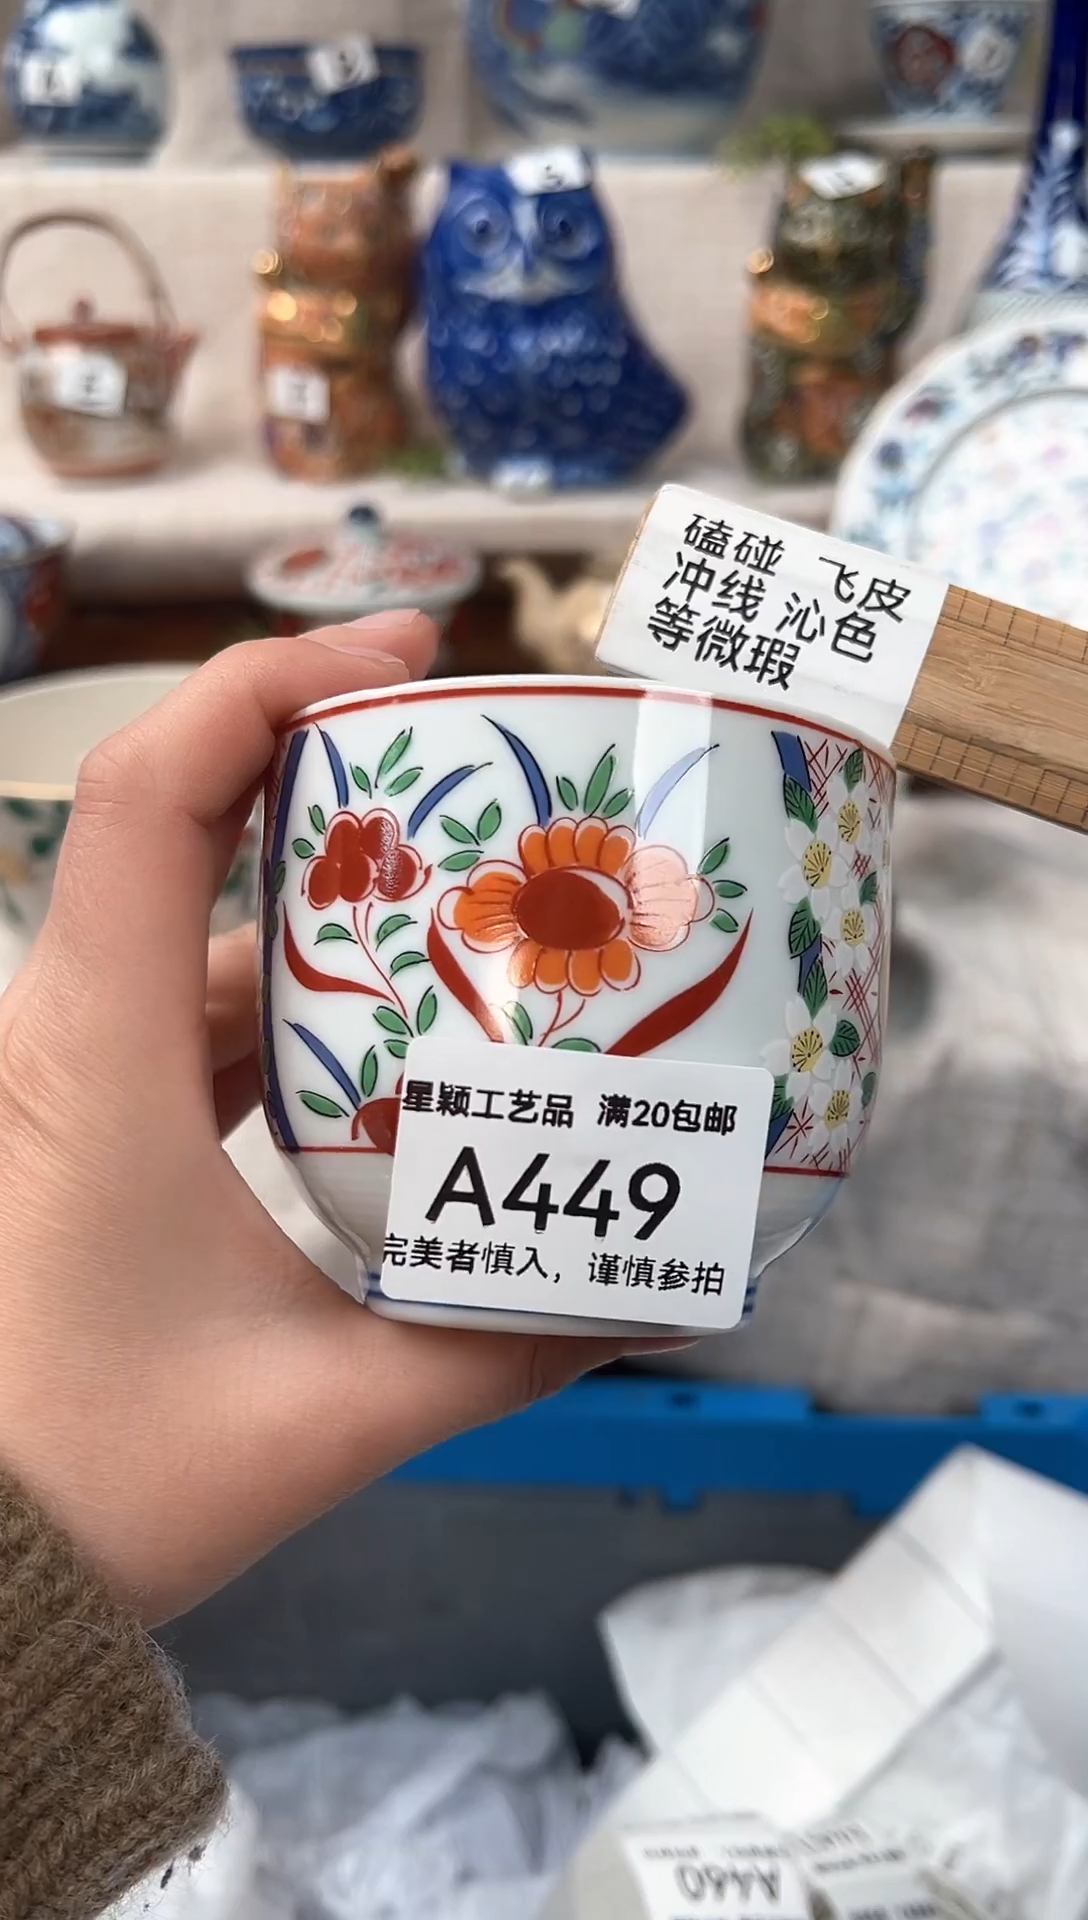 磕碰 飞皮
冲线 沁色
等微瑕
星颖工艺品 满20包邮
A449
完美者慎入，谨慎参拍
A460